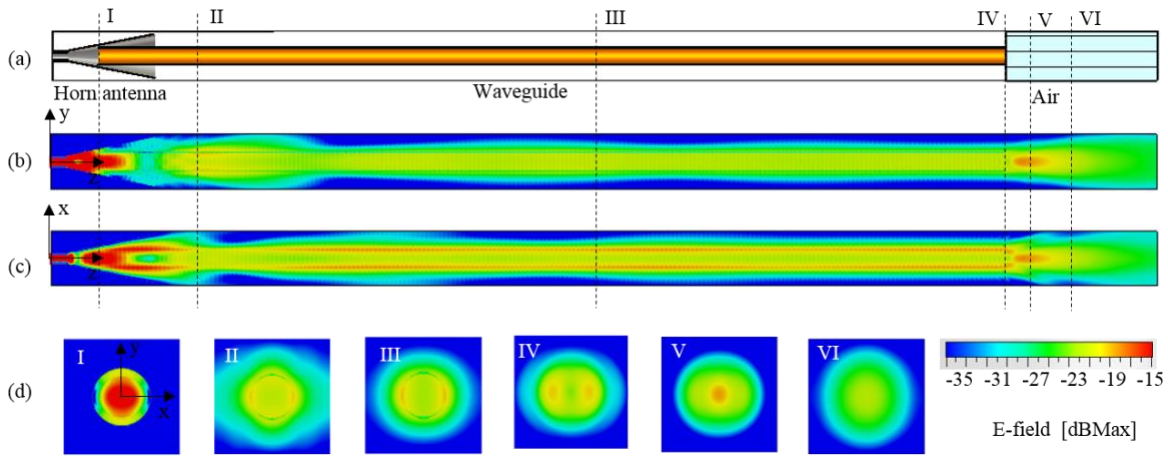 I II III IV V VI
(a)
Horn antenna Waveguide Air
y
(b)
x
(c)
(d) I II III IV V VI
y
x
-35 -31 -27 -23 -19 -15
E-field [dBMax]